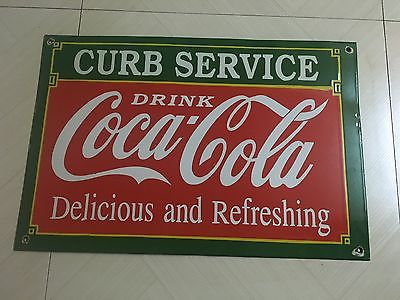 CURB SERVICE
DRINK
Coca-Cola
Delicious and Refreshing